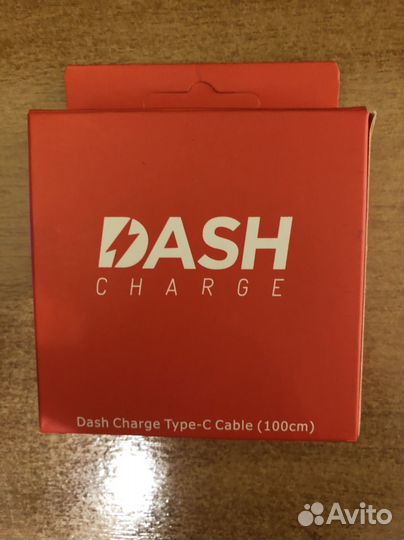 DASH
CHARGE
Dash Charge Type-C Cable (100cm)
Avito